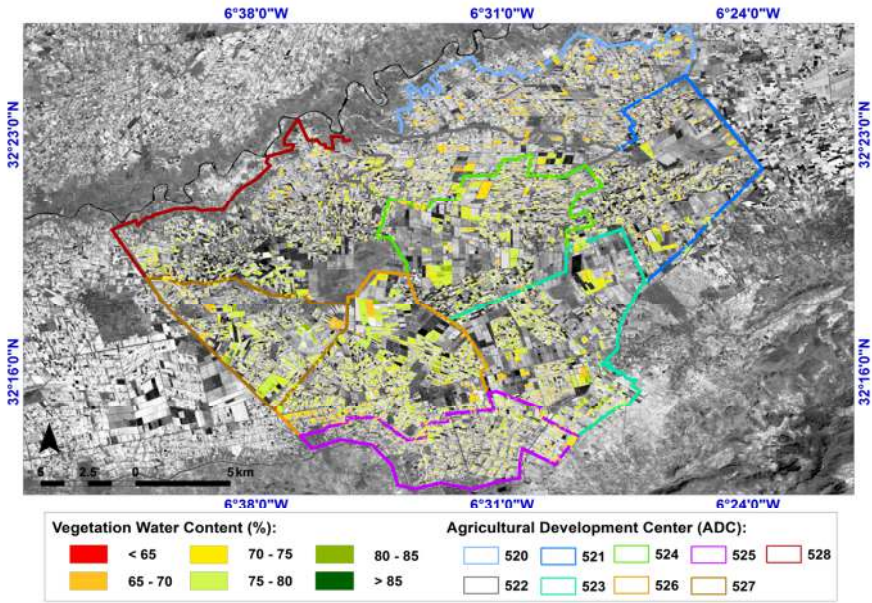 6°38'0"W 6°31'0"W 6°24'0"W
32°23'0"N 32°23'0"N
32°16'0"N 32°16'0"N
5 2.5 0 5 km
6°38'0"W 6°31'0"W 6°24'0"W
Vegetation Water Content (%): Agricultural Development Center (ADC):
< 65 70 - 75 80 - 85 520 521 524 525 528
65 - 70 75 - 80 > 85 522 523 526 527